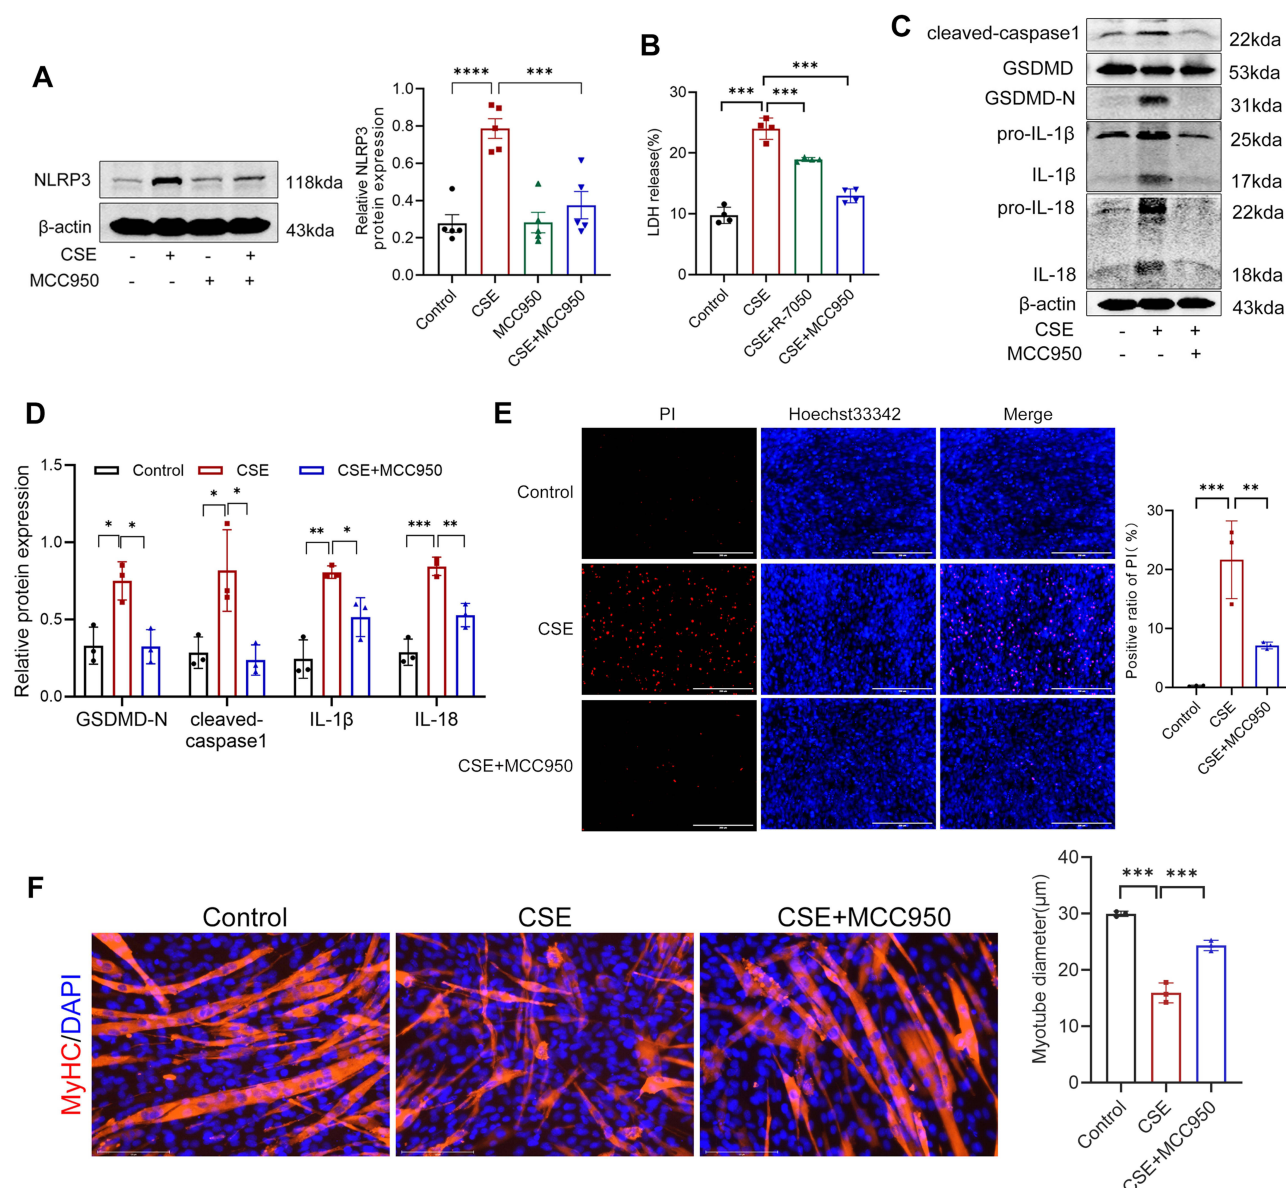 A
NLRP3
118kda
β-actin
43kda
CSE - + - +
MCC950 - - + +
Relative NLRP3
protein expression
1.0
0.8
0.6
0.4
0.2
0.0
**** ***
Control CSE MCC950 CSE+MCC950
B
LDH release(%)
30
20
10
0
***
*** ***
Control CSE CSE+R-7050 CSE+MCC950
C
cleaved-caspase1 22kda
GSDMD 53kda
GSDMD-N 31kda
pro-IL-1β 25kda
IL-1β 17kda
pro-IL-18 22kda
IL-18 18kda
β-actin 43kda
CSE - + +
MCC950 - - +
D
Relative protein expression
1.5
1.0
0.5
0.0
Control CSE CSE+MCC950
* * * * ** * *** **
GSDMD-N cleaved- IL-1β IL-18
caspase1
E
PI Hoechst33342 Merge
Control
CSE
CSE+MCC950
Positive ratio of PI( %)
30
20
10
0
*** **
Control CSE CSE+MCC950
F
Control CSE CSE+MCC950
MyHC/DAPI
Myotube diameter(μm)
40
30
20
10
0
*** ***
Control CSE CSE+MCC950